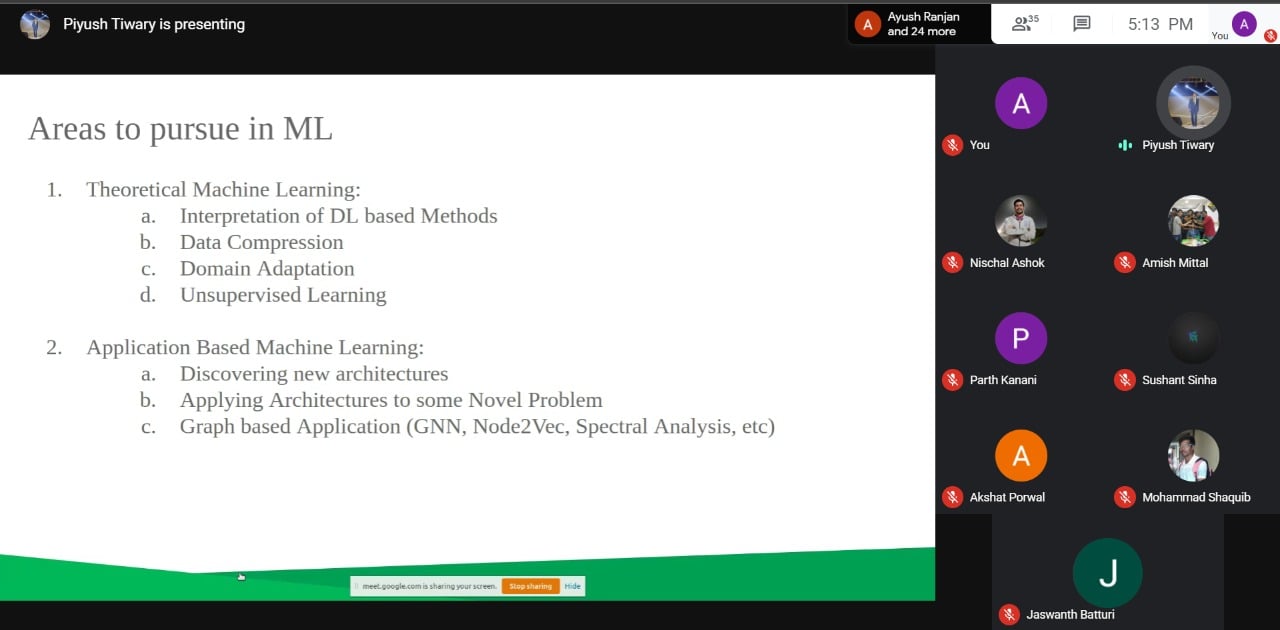 Piyush Tiwary is presenting
A
Ayush Ranjan
and 24 more
35
5:13 PM
You
A
Areas to pursue in ML
1. Theoretical Machine Learning:
a. Interpretation of DL based Methods
b. Data Compression
c. Domain Adaptation
d. Unsupervised Learning
2. Application Based Machine Learning:
a. Discovering new architectures
b. Applying Architectures to some Novel Problem
c. Graph based Application (GNN, Node2Vec, Spectral Analysis, etc)
meet.google.com is sharing your screen.
Stop sharing
Hide
A
You
Piyush Tiwary
Nischal Ashok
Amish Mittal
P
Parth Kanani
Sushant Sinha
A
Akshat Porwal
Mohammad Shaquib
J
Jaswanth Batturi